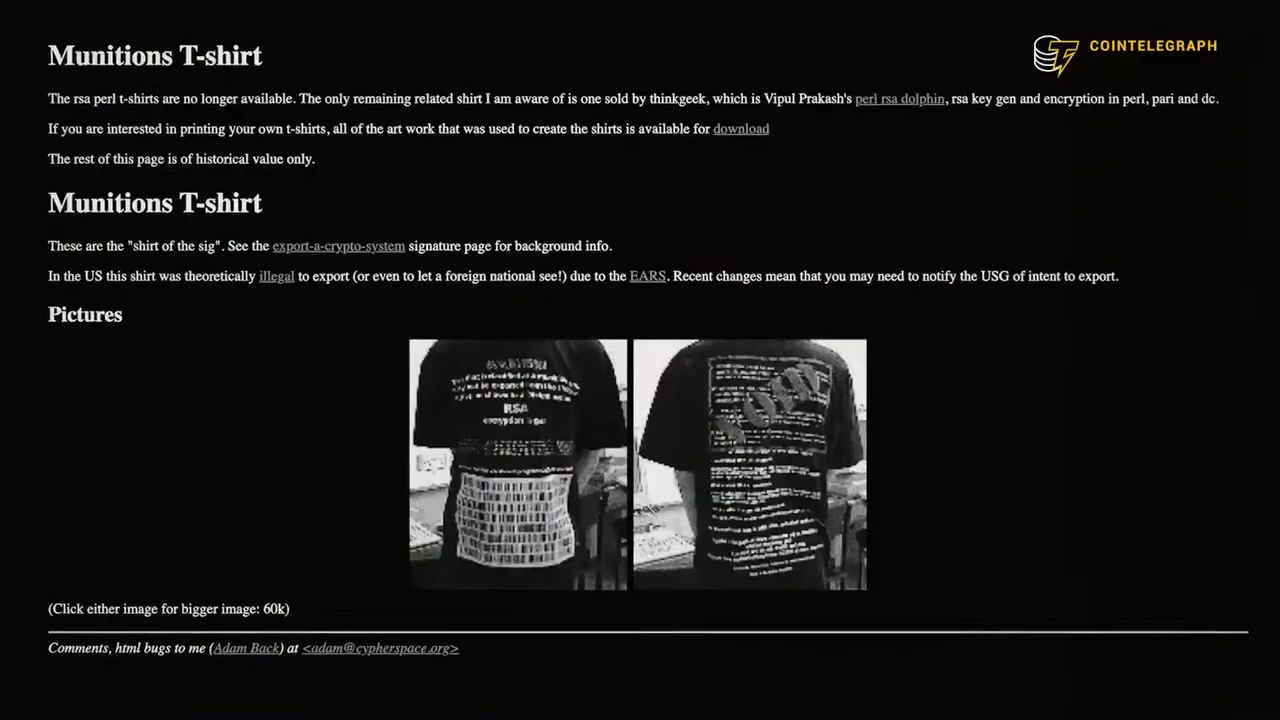 COINTELEGRAPH
Munitions T-shirt
The rsa perl t-shirts are no longer available. The only remaining related shirt I am aware of is one sold by thinkgeek, which is Vipul Prakash's perl rsa dolphin, rsa key gen and encryption in perl, pari and dc.
If you are interested in printing your own t-shirts, all of the art work that was used to create the shirts is available for download
The rest of this page is of historical value only.
Munitions T-shirt
These are the "shirt of the sig". See the export-a-crypto-system signature page for background info.
In the US this shirt was theoretically illegal to export (or even to let a foreign national see!) due to the EARS. Recent changes mean that you may need to notify the USG of intent to export.
Pictures
RSA
(Click either image for bigger image: 60k)
Comments, html bugs to me (Adam Back) at <adam@cypherspace.org>